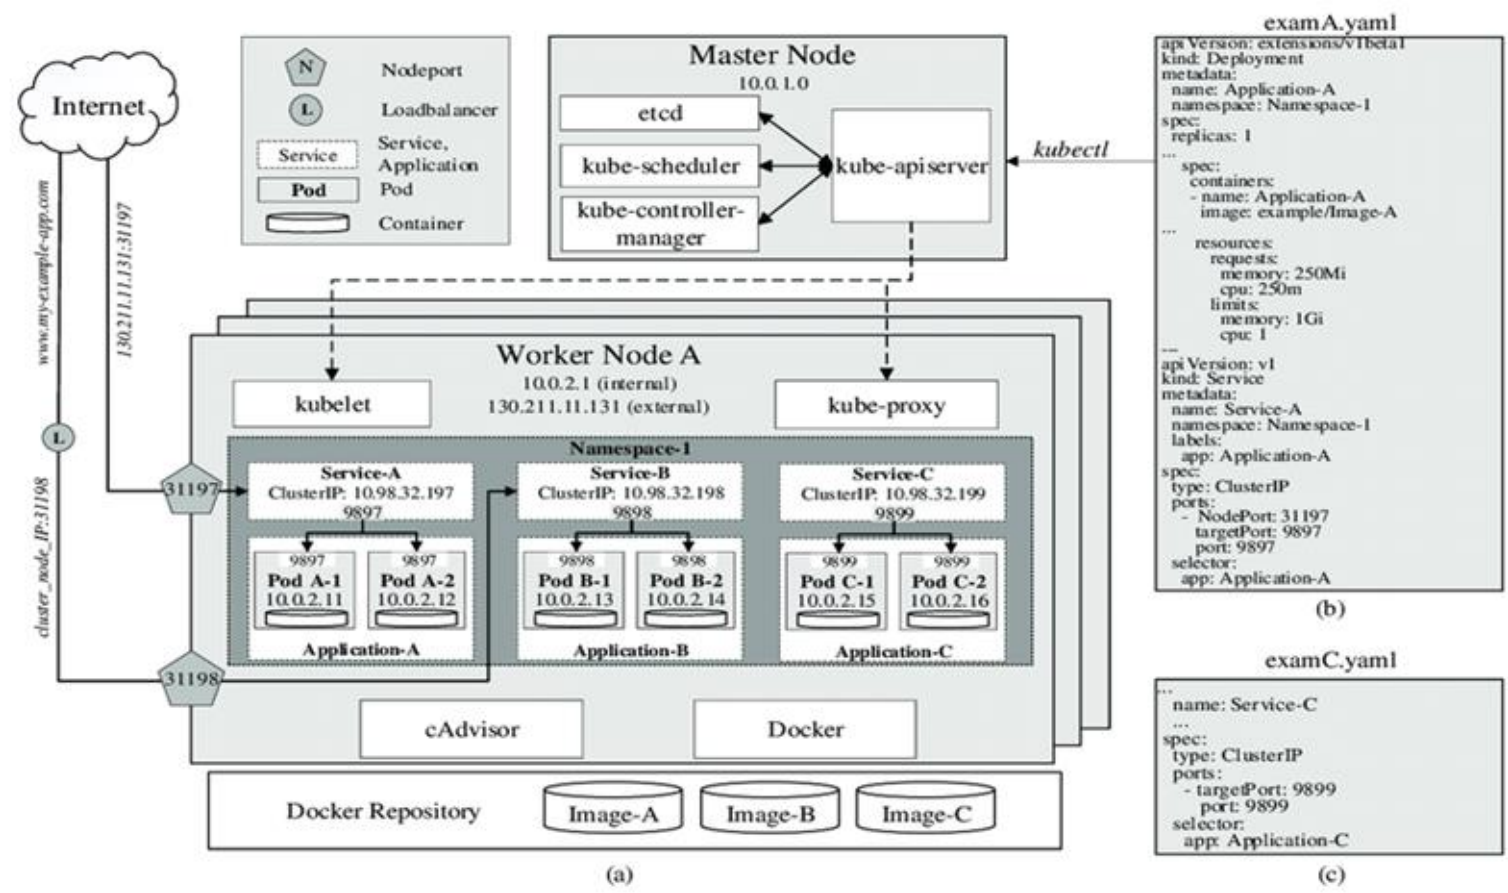 Internet
www.my-example-app.com
130.211.11.131:31197
L
cluster_node_IP:31198
N
Nodeport
L
Loadbalancer
Service
Service,
Application
Pod
Pod
Container
Master Node
10.0.1.0
etcd
kube-scheduler
kube-controller-
manager
kube-apiserver
kubectl
Worker Node A
10.0.2.1 (internal)
130.211.11.131 (external)
kubelet
kube-proxy
Namespace-1
31197
Service-A
ClusterIP: 10.98.32.197
9897
9897
Pod A-1
10.0.2.11
9897
Pod A-2
10.0.2.12
Application-A
Service-B
ClusterIP: 10.98.32.198
9898
9898
Pod B-1
10.0.2.13
9898
Pod B-2
10.0.2.14
Application-B
Service-C
ClusterIP: 10.98.32.199
9899
9899
Pod C-1
10.0.2.15
9899
Pod C-2
10.0.2.16
Application-C
31198
cAdvisor
Docker
Docker Repository
Image-A
Image-B
Image-C
(a)
examA.yaml
apiVersion: extensions/v1beta1
kind: Deployment
metadata:
name: Application-A
namespace: Namespace-1
spec:
replicas: 1
...
spec:
containers:
- name: Application-A
image: example/Image-A
...
resources:
requests:
memory: 250Mi
cpu: 250m
limits:
memory: 1Gi
cpu: 1
---
apiVersion: v1
kind: Service
metadata:
name: Service-A
namespace: Namespace-1
labels:
app: Application-A
spec:
type: ClusterIP
ports:
- NodePort: 31197
targetPort: 9897
port: 9897
selector:
app: Application-A
(b)
examC.yaml
...
name: Service-C
...
spec:
type: ClusterIP
ports:
- targetPort: 9899
port: 9899
selector:
app: Application-C
(c)